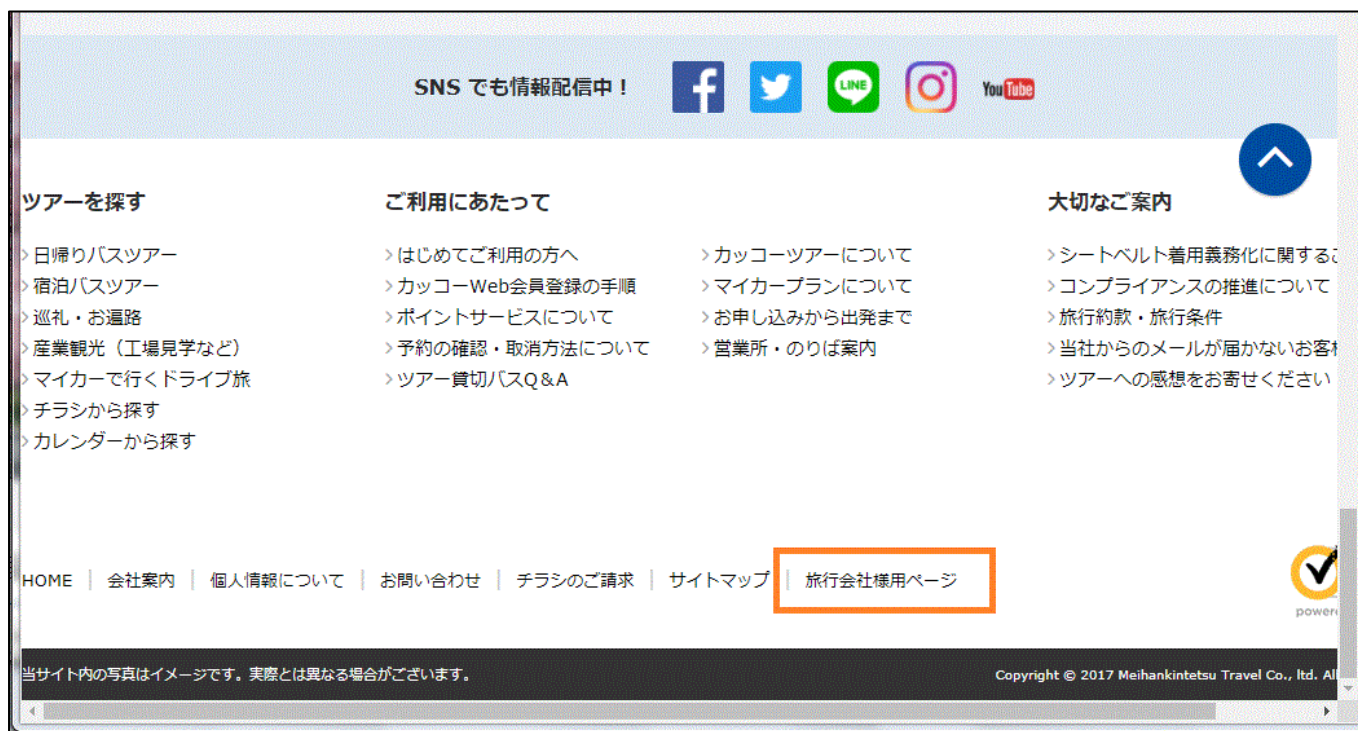 SNS でも情報配信中！
LINE
YouTube
ツアーを探す
日帰りバスツアー
宿泊バスツアー
巡礼・お遍路
産業観光（工場見学など）
マイカーで行くドライブ旅
チラシから探す
カレンダーから探す
ご利用にあたって
はじめてご利用の方へ
カッコーWeb会員登録の手順
ポイントサービスについて
予約の確認・取消方法について
ツアー貸切バスQ＆A
カッコーツアーについて
マイカープランについて
お申し込みから出発まで
営業所・のりば案内
大切なご案内
シートベルト着用義務化に関するこ
コンプライアンスの推進について
旅行約款・旅行条件
当社からのメールが届かないお客様
ツアーへの感想をお寄せください
HOME 会社案内 個人情報について お問い合わせ チラシのご請求 サイトマップ 旅行会社様用ページ
power
当サイト内の写真はイメージです。実際とは異なる場合がございます。
Copyright © 2017 Meihankintetsu Travel Co., ltd. All